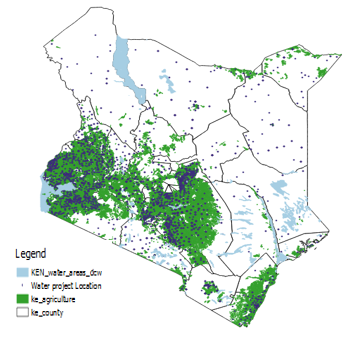 Legend
KEN_water_areas_dcw
Water project Location
ke_agriculture
ke_county